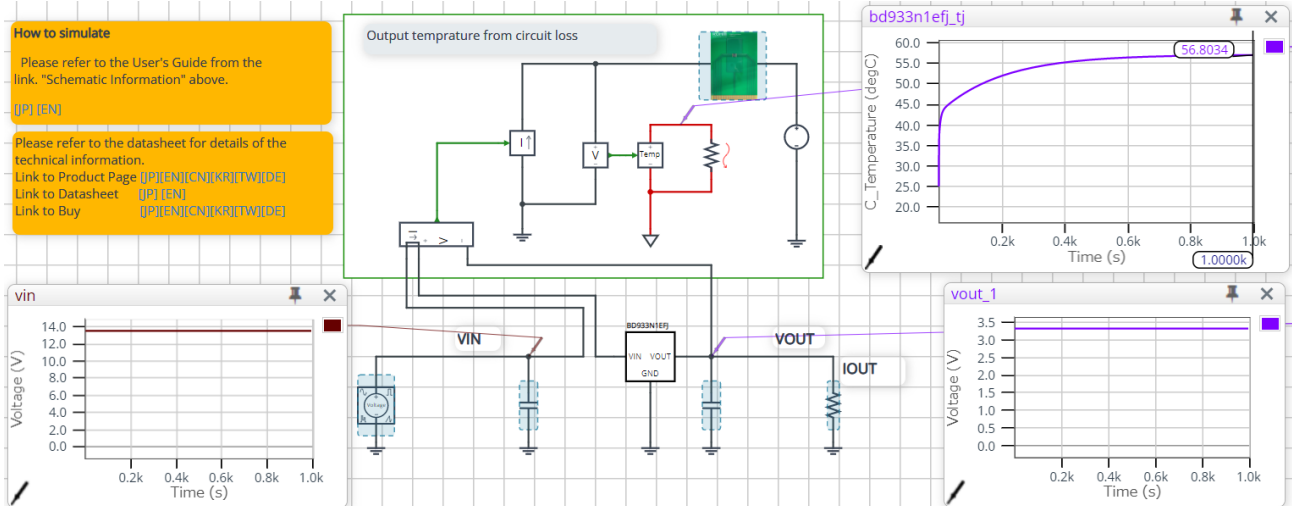 How to simulate
Please refer to the User's Guide from the
link. "Schematic Information" above.
[JP] [EN]
Please refer to the datasheet for details of the
technical information.
Link to Product Page [JP][EN][CN][KR][TW][DE]
Link to Datasheet [JP] [EN]
Link to Buy [JP][EN][CN][KR][TW][DE]
Output temprature from circuit loss
I
V
Temp
V
bd933n1efj_tj
C_Temperature (degC)
60.0
55.0
50.0
45.0
40.0
35.0
30.0
25.0
20.0
56.8034
0.2k 0.4k 0.6k 0.8k 1.0k
Time (s)
1.0000k
vin
Voltage (V)
14.0
12.0
10.0
8.0
6.0
4.0
2.0
0.0
0.2k 0.4k 0.6k 0.8k 1.0k
Time (s)
VIN
Voltage
BD933N1EFJ
VIN VOUT
GND
VOUT
IOUT
vout_1
Voltage (V)
3.5
3.0
2.5
2.0
1.5
1.0
0.5
0.0
0.2k 0.4k 0.6k 0.8k 1.0k
Time (s)